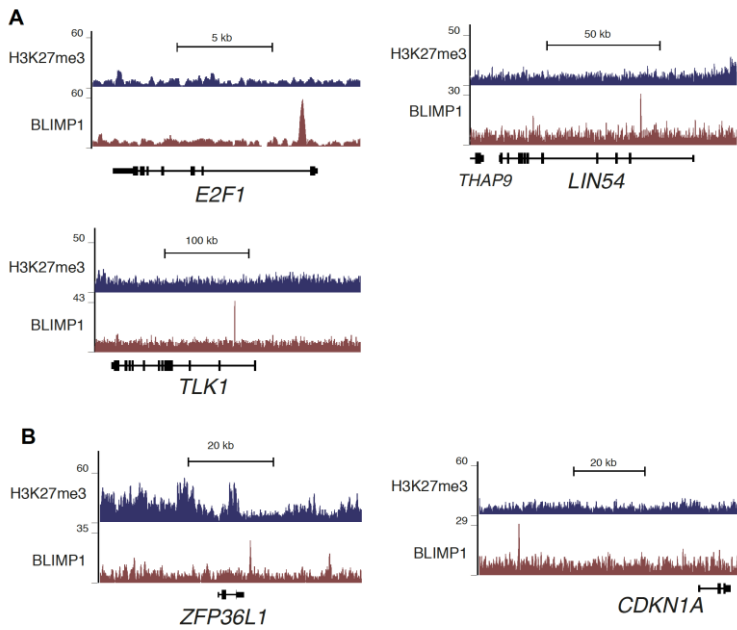 A
60
5 kb
H3K27me3
60
BLIMP1
E2F1
50
50 kb
H3K27me3
30
BLIMP1
THAP9
LIN54
50
100 kb
H3K27me3
43
BLIMP1
TLK1
B
60
20 kb
H3K27me3
35
BLIMP1
ZFP36L1
60
20 kb
H3K27me3
29
BLIMP1
CDKN1A